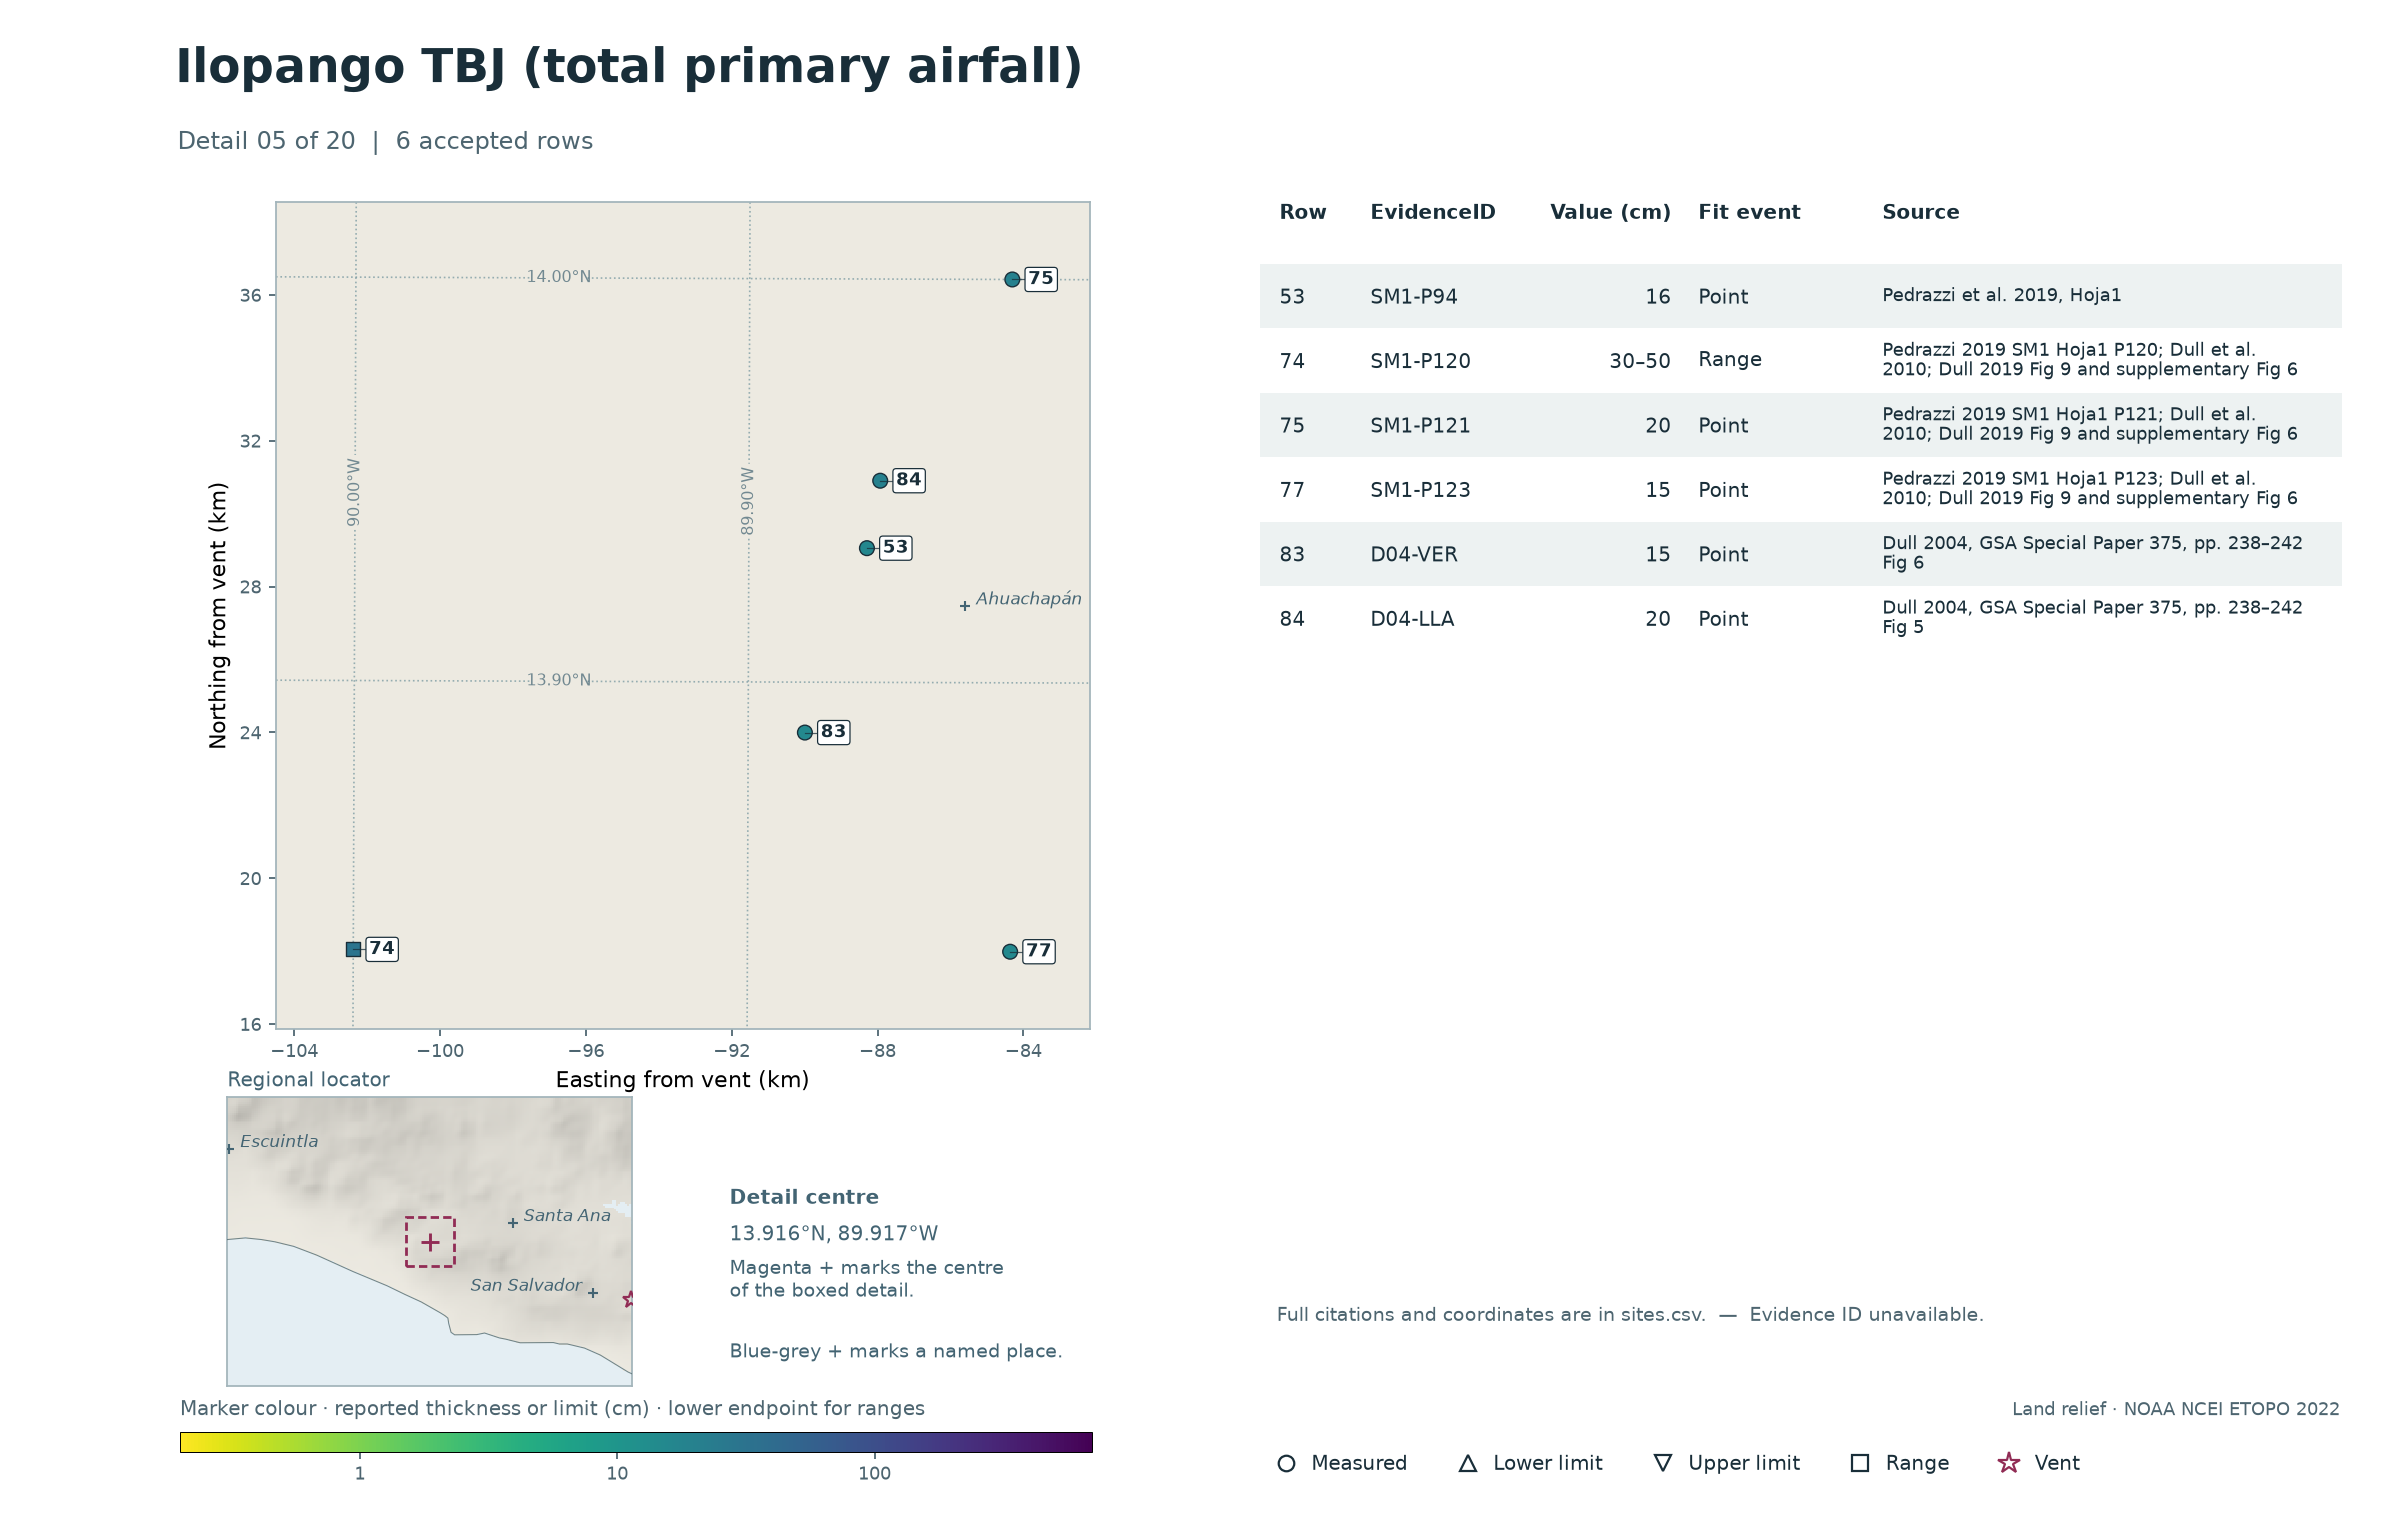 Ilopango TBJ (total primary airfall)
Detail 05 of 20 | 6 accepted rows
14.00°N
13.90°N
90.00°W
89.90°W
75
84
53
Ahuachapán
83
74
77
36
32
28
24
20
16
Northing from vent (km)
−104 −100 −96 −92 −88 −84
Easting from vent (km)
Row EvidenceID Value (cm) Fit event Source
53 SM1-P94 16 Point Pedrazzi et al. 2019, Hoja1
74 SM1-P120 30–50 Range Pedrazzi 2019 SM1 Hoja1 P120; Dull et al.
2010; Dull 2019 Fig 9 and supplementary Fig 6
75 SM1-P121 20 Point Pedrazzi 2019 SM1 Hoja1 P121; Dull et al.
2010; Dull 2019 Fig 9 and supplementary Fig 6
77 SM1-P123 15 Point Pedrazzi 2019 SM1 Hoja1 P123; Dull et al.
2010; Dull 2019 Fig 9 and supplementary Fig 6
83 D04-VER 15 Point Dull 2004, GSA Special Paper 375, pp. 238–242
Fig 6
84 D04-LLA 20 Point Dull 2004, GSA Special Paper 375, pp. 238–242
Fig 5
Regional locator
Escuintla
Santa Ana
San Salvador
Detail centre
13.916°N, 89.917°W
Magenta + marks the centre
of the boxed detail.
Blue-grey + marks a named place.
Full citations and coordinates are in sites.csv. — Evidence ID unavailable.
Marker colour · reported thickness or limit (cm) · lower endpoint for ranges
1 10 100
Land relief · NOAA NCEI ETOPO 2022
Measured Lower limit Upper limit Range Vent